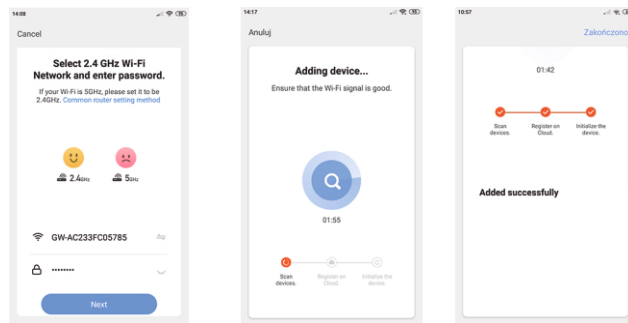 14:08
Cancel
Select 2.4 GHz Wi-Fi
Network and enter password.
If your Wi-Fi is 5GHz, please set it to be
2.4GHz. Common router setting method
2.4GHz
5GHz
GW-AC233FC05785
Next
14:17
Anuluj
Adding device...
Ensure that the Wi-Fi signal is good.
01:55
Scan
devices.
Register on
Cloud.
Initialize the
device.
10:57
Zakończono
01:42
Scan
devices.
Register on
Cloud.
Initialize the
device.
Added successfully